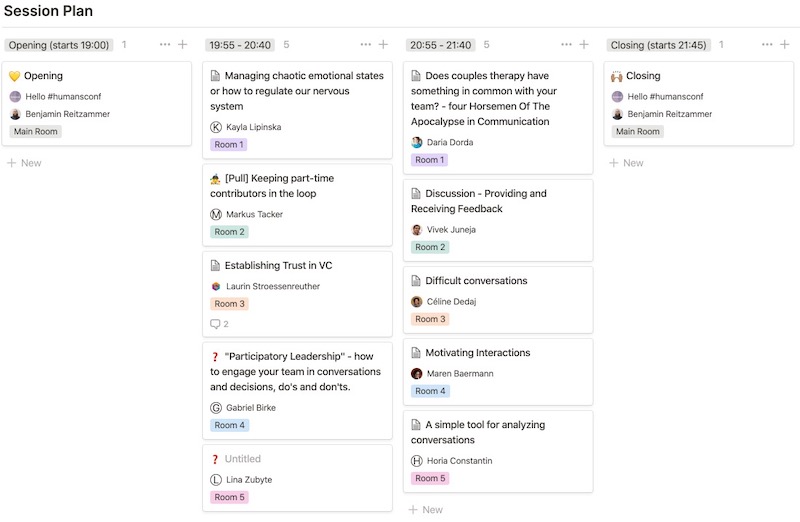 Session Plan
Opening (starts 19:00) 1
💛 Opening
Hello #humansconf
Benjamin Reitzammer
Main Room
+ New
19:55 - 20:40 5
Managing chaotic emotional states
or how to regulate our nervous
system
K Kayla Lipinska
Room 1
[Pull] Keeping part-time
contributors in the loop
M Markus Tacker
Room 2
Establishing Trust in VC
Laurin Stroessenreuther
Room 3
2
❓ "Participatory Leadership" - how
to engage your team in conversations
and decisions, do's and don'ts.
G Gabriel Birke
Room 4
❓ Untitled
L Lina Zubyte
Room 5
20:55 - 21:40 5
Does couples therapy have
something in common with your
team? - four Horsemen Of The
Apocalypse in Communication
Daria Dorda
Room 1
Discussion - Providing and
Receiving Feedback
Vivek Juneja
Room 2
Difficult conversations
Céline Dedaj
Room 3
Motivating Interactions
Maren Baermann
Room 4
A simple tool for analyzing
conversations
H Horia Constantin
Room 5
+ New
Closing (starts 21:45) 1
Closing
Hello #humansconf
Benjamin Reitzammer
Main Room
+ New